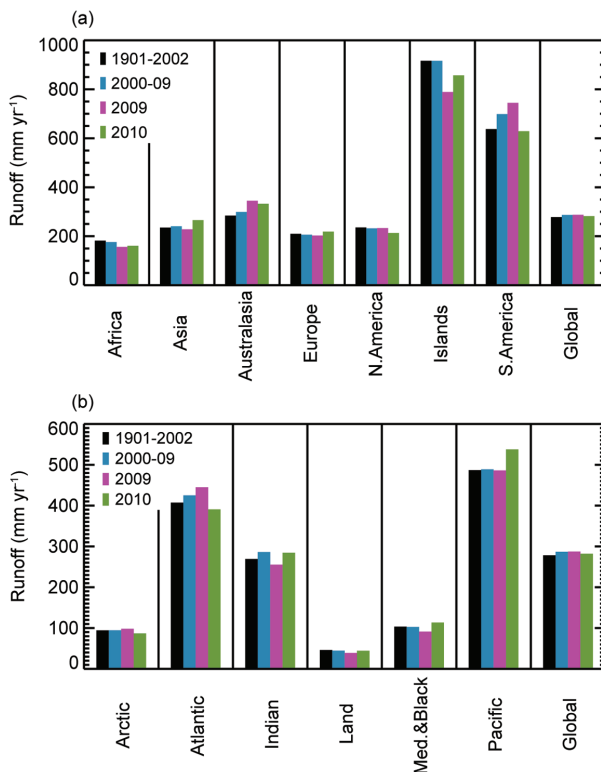 (a)
1000
800
600
400
200
0
Runoff (mm yr⁻¹)
1901-2002
2000-09
2009
2010
Africa
Asia
Australasia
Europe
N.America
Islands
S.America
Global
(b)
600
500
400
300
200
100
0
Runoff (mm yr⁻¹)
1901-2002
2000-09
2009
2010
Arctic
Atlantic
Indian
Land
Med.&Black
Pacific
Global